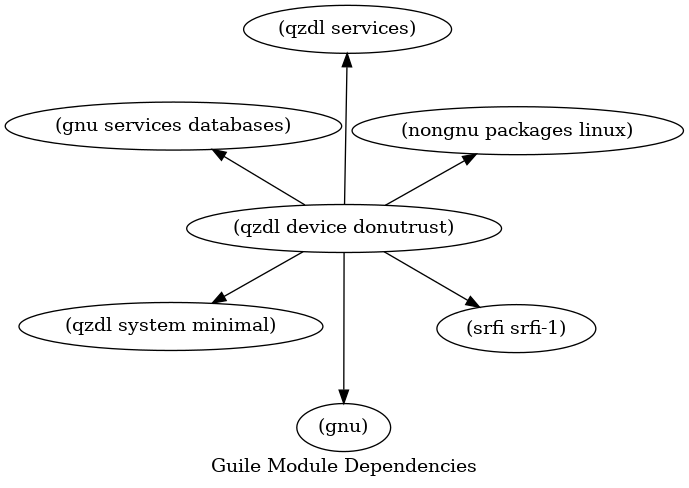 (qzdl services)
(gnu services databases)
(nongnu packages linux)
(qzdl device donutrust)
(qzdl system minimal)
(srfi srfi-1)
(gnu)
Guile Module Dependencies